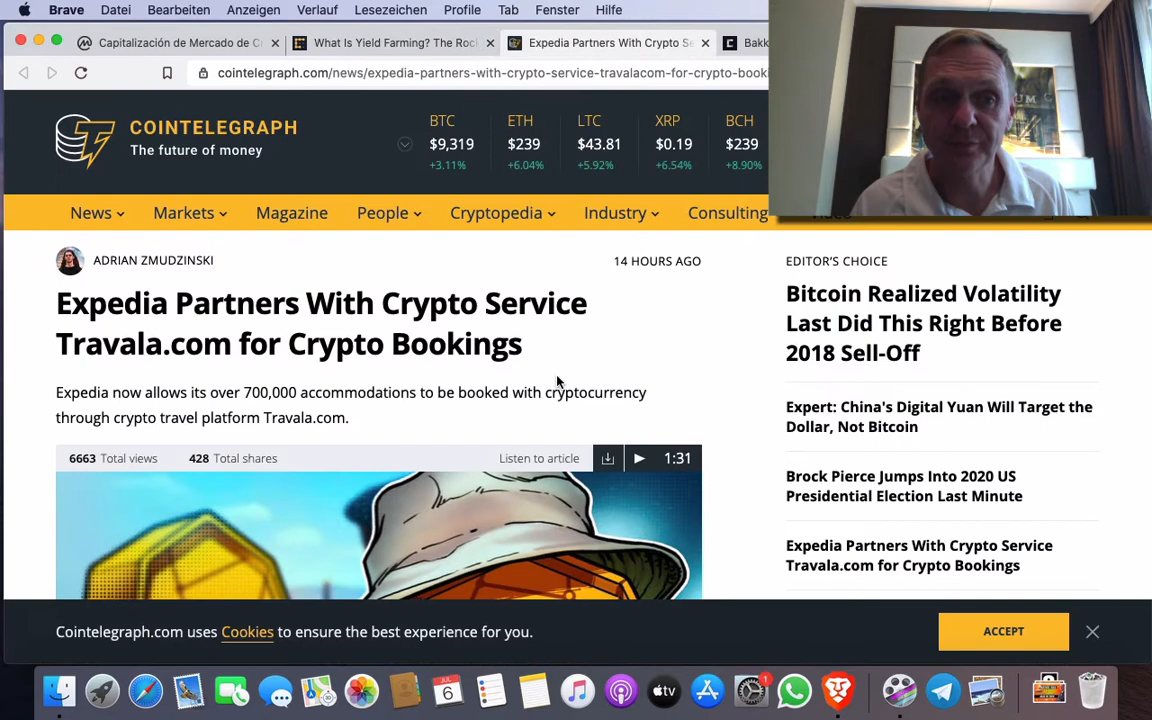 Brave Datei Bearbeiten Anzeigen Verlauf Lesezeichen Profile Tab Fenster Hilfe
Capitalización de Mercado de C What Is Yield Farming? The Roc Expedia Partners With Crypto Se Bakk
cointelegraph.com/news/expedia-partners-with-crypto-service-travalacom-for-crypto-booki
COINTELEGRAPH
The future of money
BTC ETH LTC XRP BCH
$9,319 $239 $43.81 $0.19 $239
+3.11% +6.04% +5.92% +6.54% +8.90%
News Markets Magazine People Cryptopedia Industry Consulting
ADRIAN ZMUDZINSKI 14 HOURS AGO
Expedia Partners With Crypto Service
Travala.com for Crypto Bookings
Expedia now allows its over 700,000 accommodations to be booked with cryptocurrency
through crypto travel platform Travala.com.
6663 Total views 428 Total shares Listen to article 1:31
EDITOR'S CHOICE
Bitcoin Realized Volatility
Last Did This Right Before
2018 Sell-Off
Expert: China's Digital Yuan Will Target the
Dollar, Not Bitcoin
Brock Pierce Jumps Into 2020 US
Presidential Election Last Minute
Expedia Partners With Crypto Service
Travala.com for Crypto Bookings
Cointelegraph.com uses Cookies to ensure the best experience for you.
ACCEPT
JUL
6
tv
1